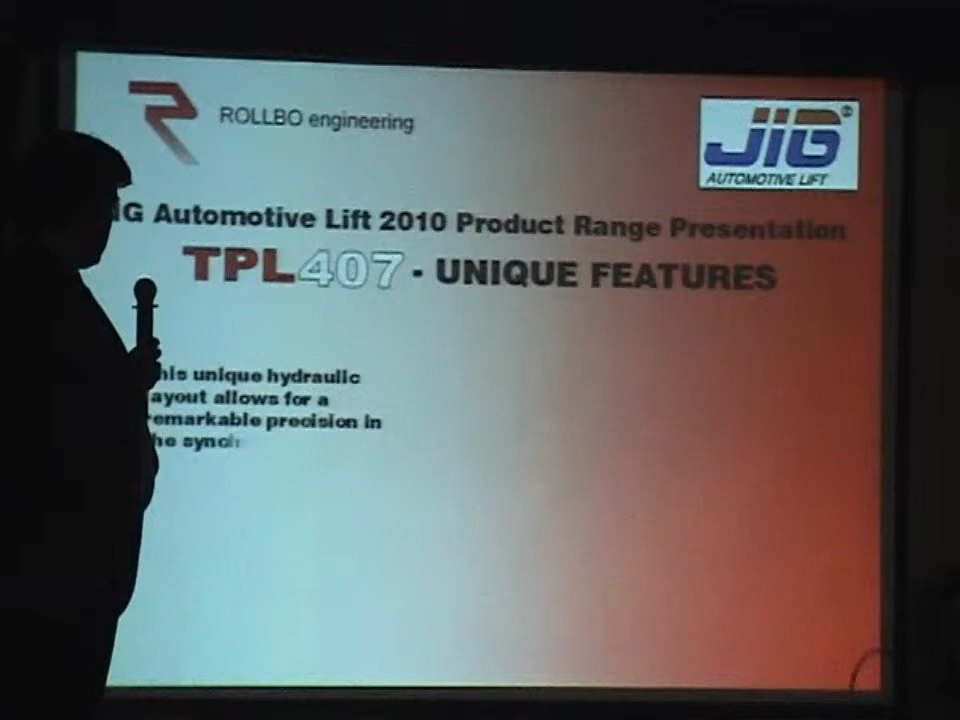 ROLLBO engineering
JIG®
AUTOMOTIVE LIFT
IG Automotive Lift 2010 Product Range Presentation
TPL407 - UNIQUE FEATURES
his unique hydraulic
ayout allows for a
emarkable precision in
he synch